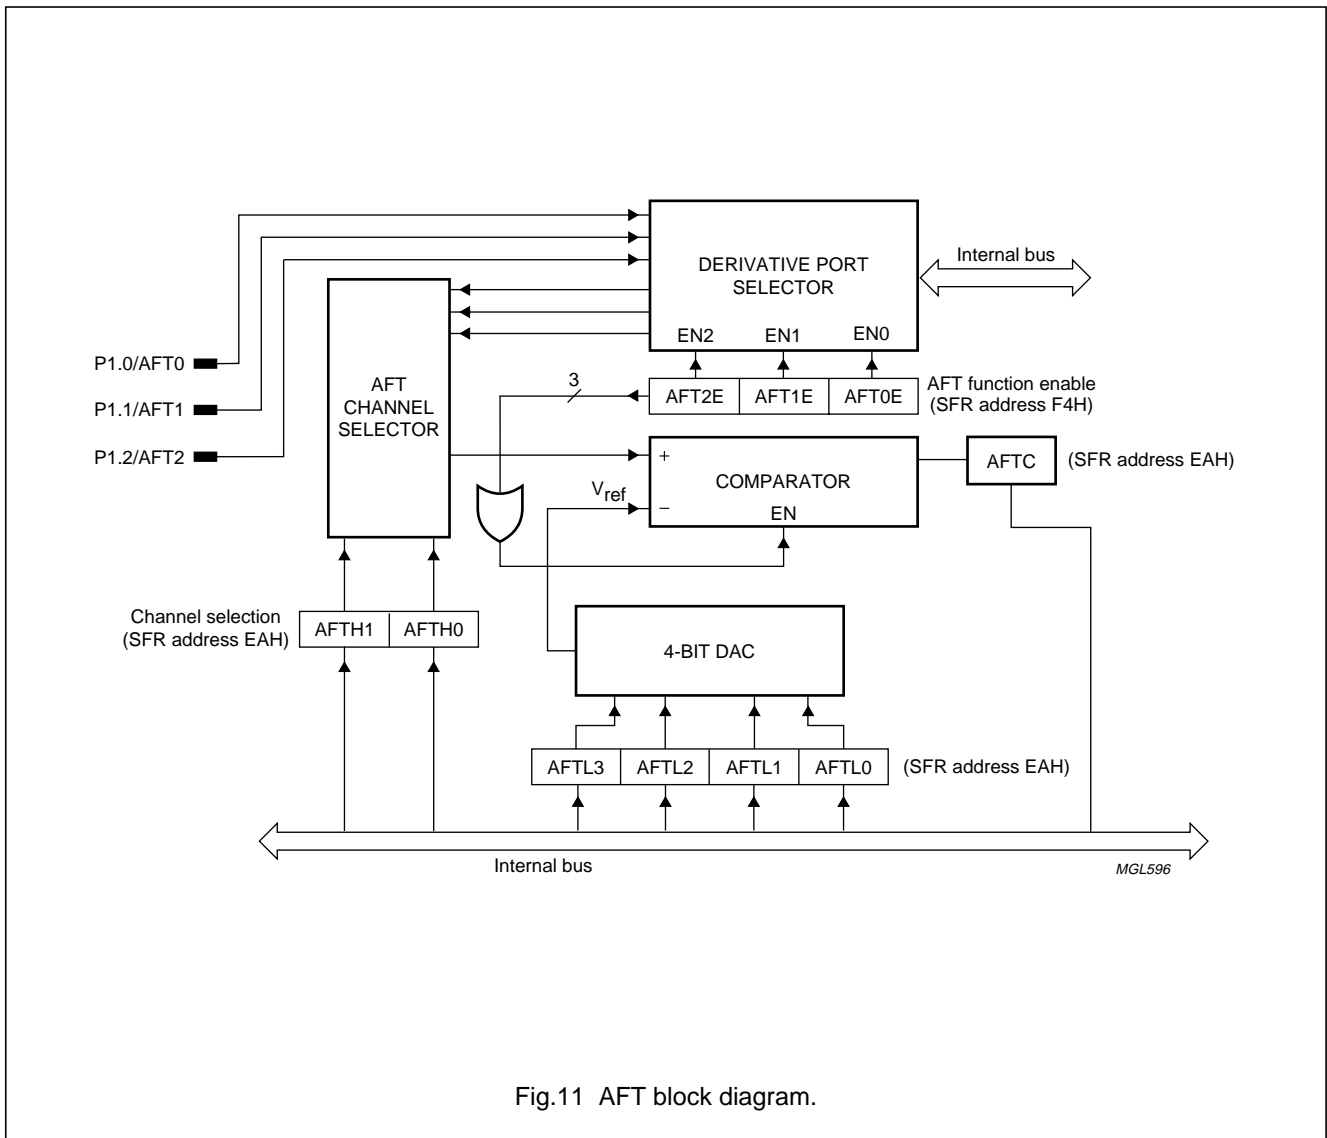 DERIVATIVE PORT
SELECTOR
EN2 EN1 EN0
Internal bus
P1.0/AFT0
P1.1/AFT1
P1.2/AFT2
AFT
CHANNEL
SELECTOR
3
AFT2E AFT1E AFT0E
AFT function enable
(SFR address F4H)
+
COMPARATOR
Vref
−
EN
AFTC
(SFR address EAH)
Channel selection
(SFR address EAH)
AFTH1 AFTH0
4-BIT DAC
AFTL3 AFTL2 AFTL1 AFTL0
(SFR address EAH)
Internal bus
MGL596
Fig.11 AFT block diagram.